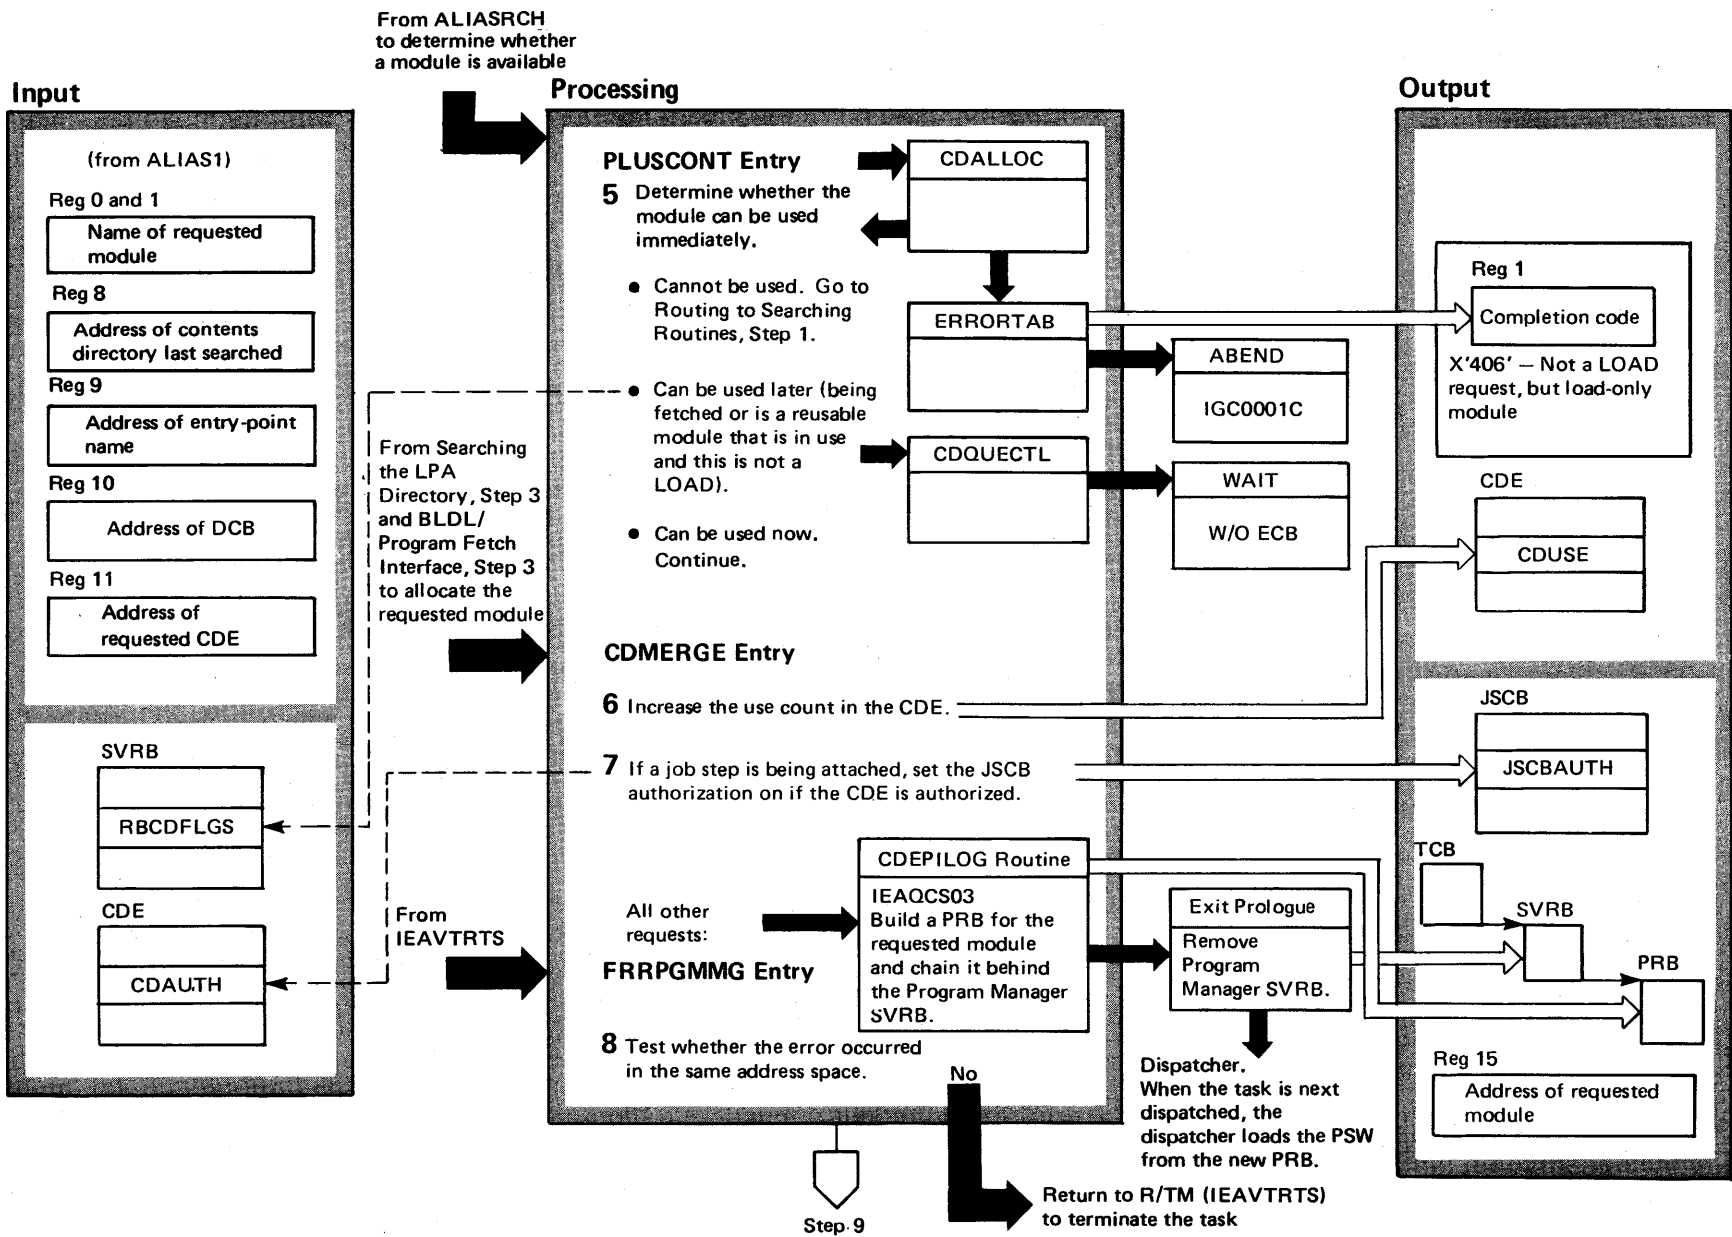 From ALIASRCH
to determine whether
a module is available
Input
(from ALIAS1)
Reg 0 and 1
Name of requested
module
Reg 8
Address of contents
directory last searched
Reg 9
Address of entry-point
name
Reg 10
Address of DCB
Reg 11
Address of
requested CDE
SVRB
RBCDFLGS
CDE
CDAUTH
From Searching
the LPA
Directory, Step 3
and BLDL/
Program Fetch
Interface, Step 3
to allocate the
requested module
From
IEAVTRTS
Processing
PLUSCONT Entry
5 Determine whether the
module can be used
immediately.
● Cannot be used. Go to
Routing to Searching
Routines, Step 1.
● Can be used later (being
fetched or is a reusable
module that is in use
and this is not a
LOAD).
● Can be used now.
Continue.
CDALLOC
ERRORTAB
ABEND
IGC0001C
CDQUECTL
WAIT
W/O ECB
CDMERGE Entry
6 Increase the use count in the CDE.
7 If a job step is being attached, set the JSCB
authorization on if the CDE is authorized.
All other
requests:
CDEPILOG Routine
IEAQCS03
Build a PRB for the
requested module
and chain it behind
the Program Manager
SVRB.
Exit Prologue
Remove
Program
Manager SVRB.
FRRPGMMG Entry
8 Test whether the error occurred
in the same address space.
No
Dispatcher.
When the task is next
dispatched, the
dispatcher loads the PSW
from the new PRB.
Return to R/TM (IEAVTRTS)
to terminate the task
Step 9
Output
Reg 1
Completion code
X'406' — Not a LOAD
request, but load-only
module
CDE
CDUSE
JSCB
JSCBAUTH
TCB
SVRB
PRB
Reg 15
Address of requested
module